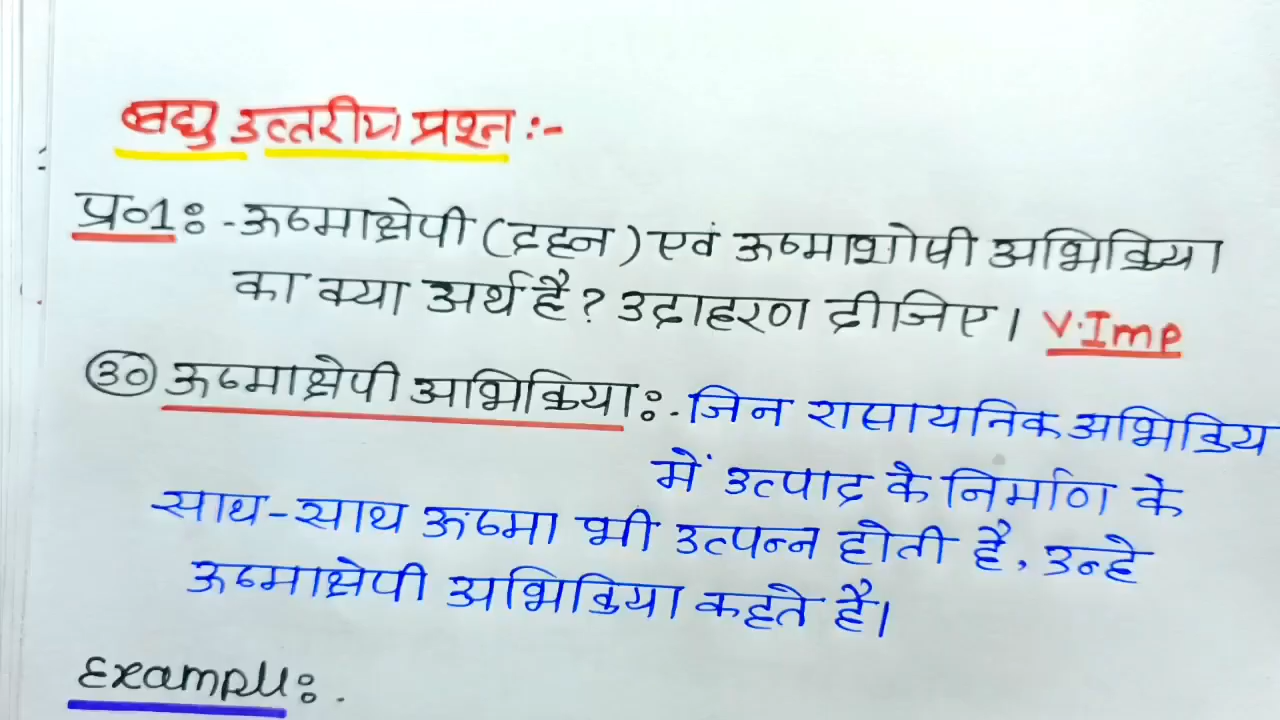 लघु उत्तरीय प्रश्न :-
प्र०1 :- ऊष्माक्षेपी (दहन) एवं ऊष्माशोषी अभिक्रिया
का क्या अर्थ है? उदाहरण दीजिए। V.Imp
उ० ऊष्माक्षेपी अभिक्रिया :- जिन रासायनिक अभिक्रिय
में उत्पाद के निर्माण के
साथ-साथ ऊष्मा भी उत्पन्न होती है, उन्हे
ऊष्माक्षेपी अभिक्रिया कहते है।
Example :-